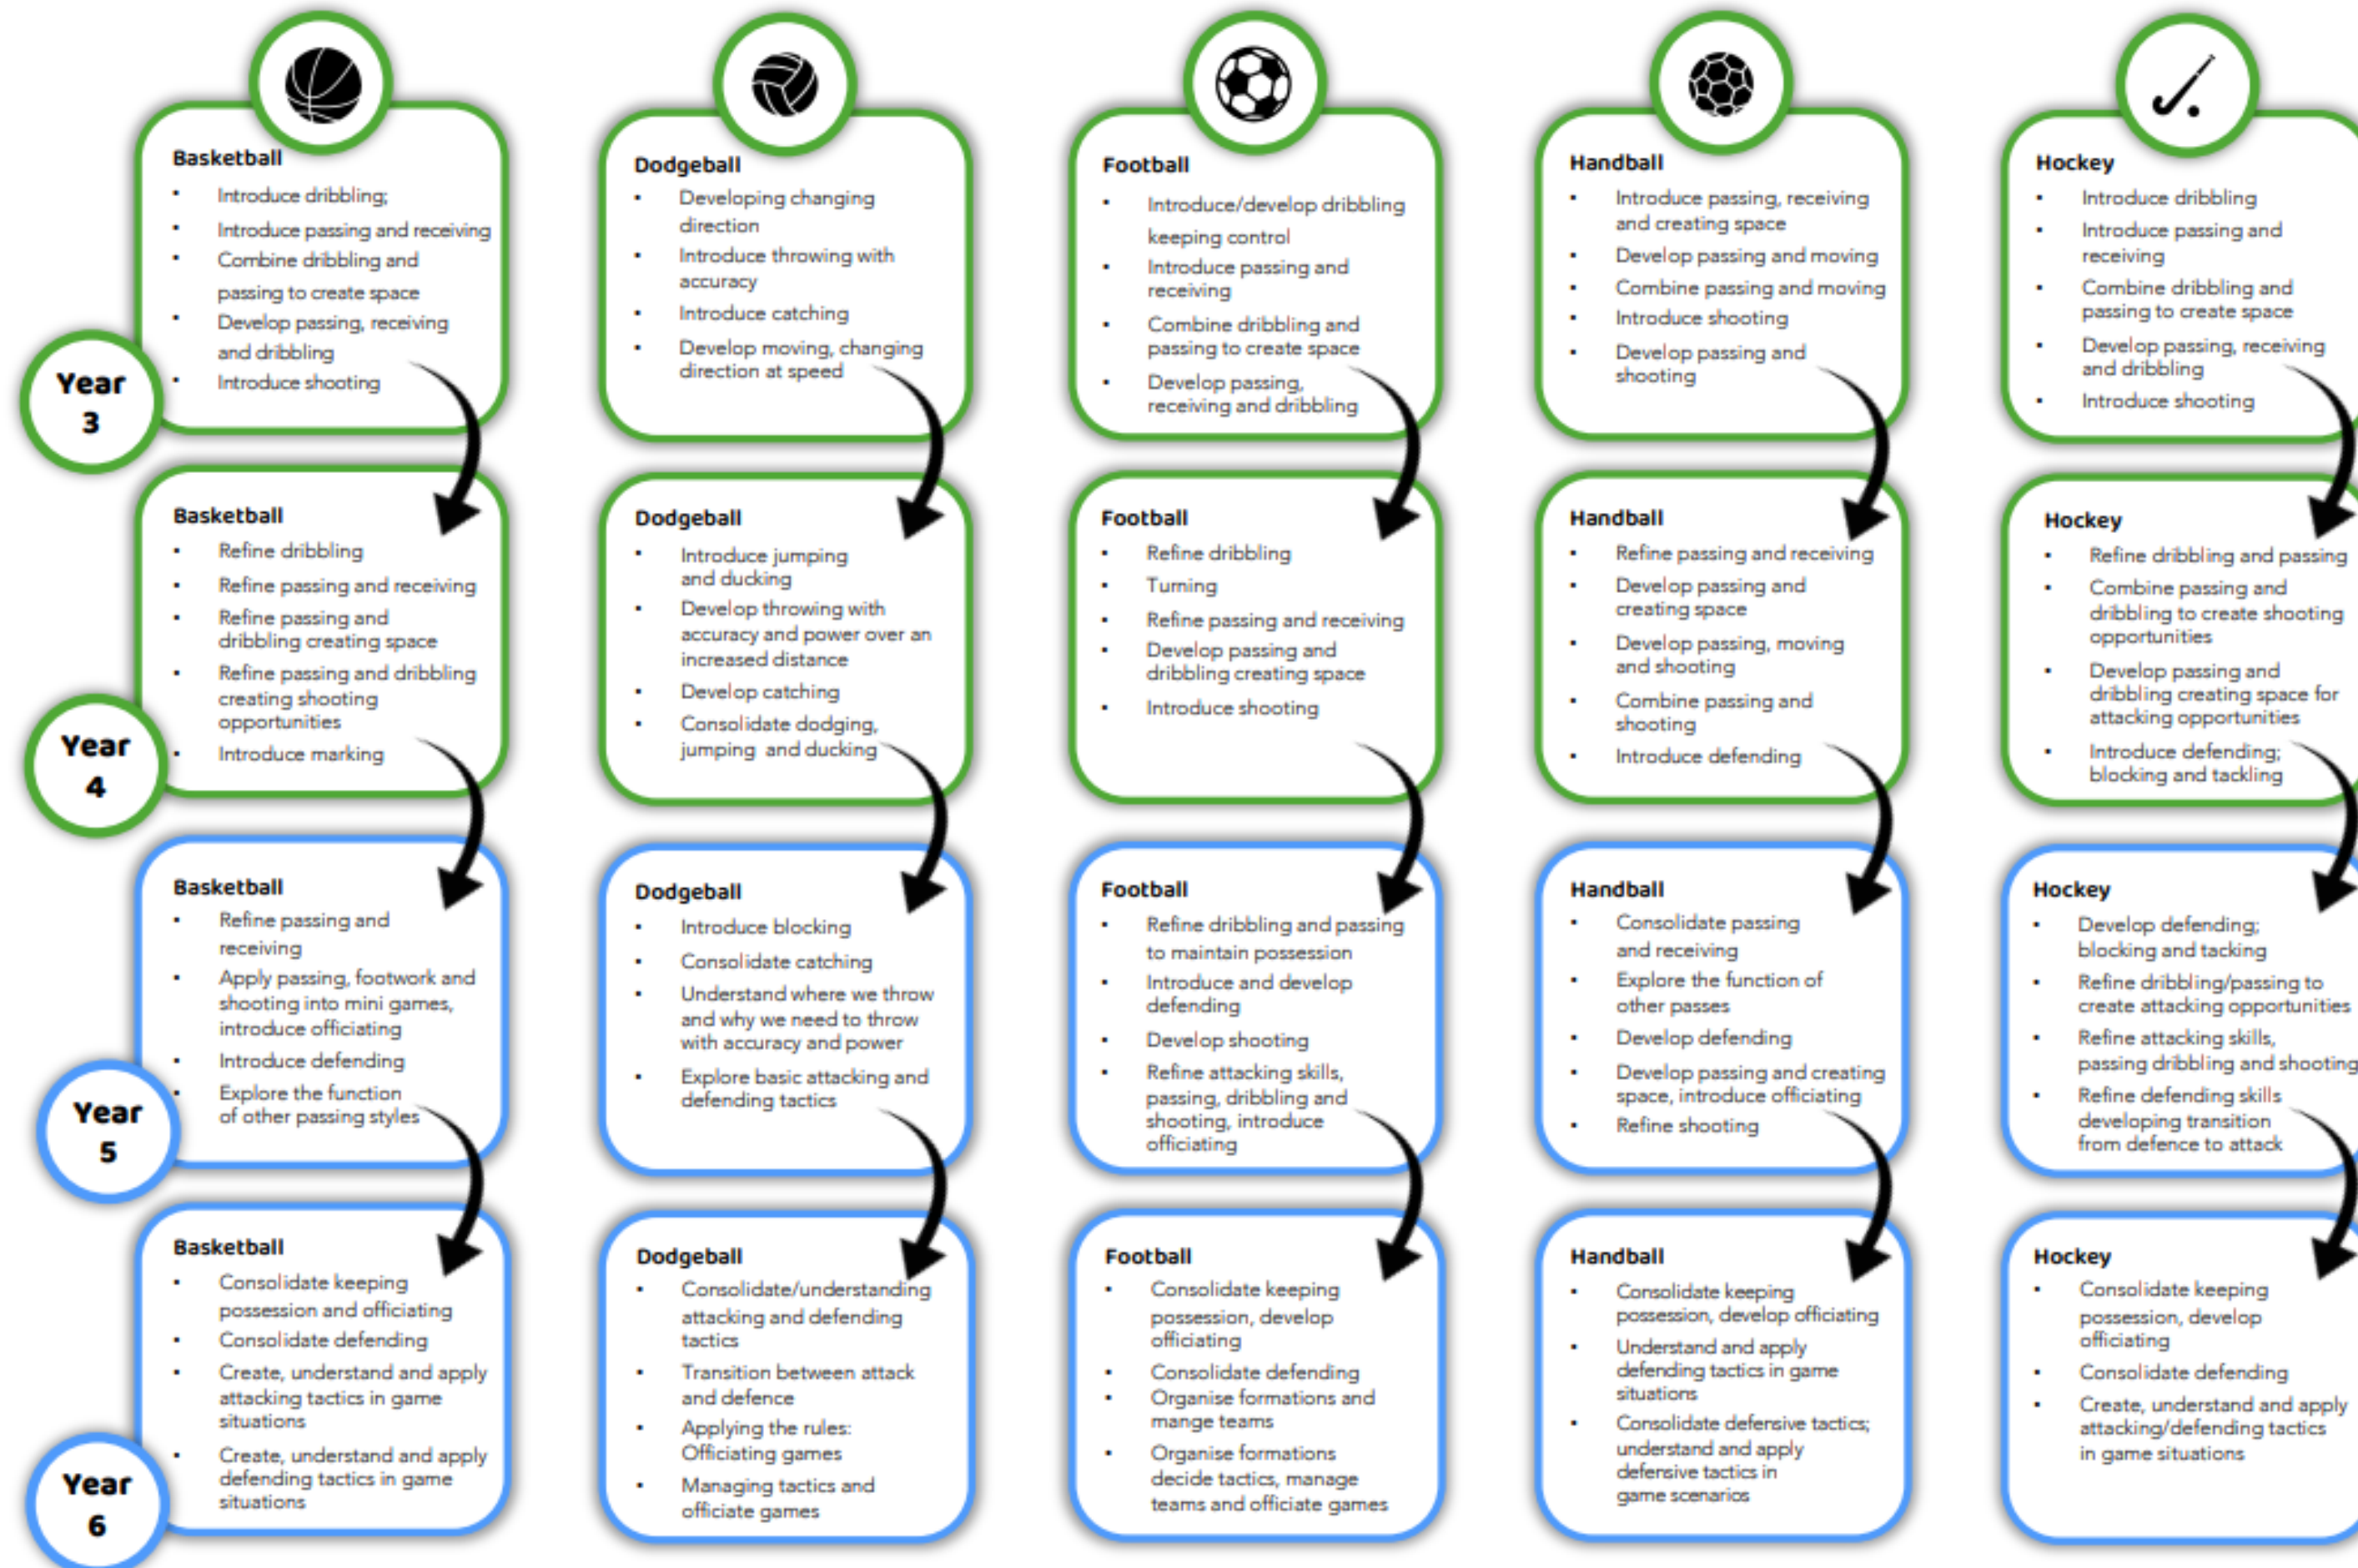 Year
3
Basketball
▪ Introduce dribbling;
▪ Introduce passing and receiving
▪ Combine dribbling and
passing to create space
▪ Develop passing, receiving
and dribbling
▪ Introduce shooting
Dodgeball
▪ Developing changing
direction
▪ Introduce throwing with
accuracy
▪ Introduce catching
▪ Develop moving, changing
direction at speed
Football
▪ Introduce/develop dribbling
keeping control
▪ Introduce passing and
receiving
▪ Combine dribbling and
passing to create space
▪ Develop passing,
receiving and dribbling
Handball
▪ Introduce passing, receiving
and creating space
▪ Develop passing and moving
▪ Combine passing and moving
▪ Introduce shooting
▪ Develop passing and
shooting
Hockey
▪ Introduce dribbling
▪ Introduce passing and
receiving
▪ Combine dribbling and
passing to create space
▪ Develop passing, receiving
and dribbling
▪ Introduce shooting
Year
4
Basketball
▪ Refine dribbling
▪ Refine passing and receiving
▪ Refine passing and
dribbling creating space
▪ Refine passing and dribbling
creating shooting
opportunities
▪ Introduce marking
Dodgeball
▪ Introduce jumping
and ducking
▪ Develop throwing with
accuracy and power over an
increased distance
▪ Develop catching
▪ Consolidate dodging,
jumping and ducking
Football
▪ Refine dribbling
▪ Turning
▪ Refine passing and receiving
▪ Develop passing and
dribbling creating space
▪ Introduce shooting
Handball
▪ Refine passing and receiving
▪ Develop passing and
creating space
▪ Develop passing, moving
and shooting
▪ Combine passing and
shooting
▪ Introduce defending
Hockey
▪ Refine dribbling and passing
▪ Combine passing and
dribbling to create shooting
opportunities
▪ Develop passing and
dribbling creating space for
attacking opportunities
▪ Introduce defending;
blocking and tackling
Year
5
Basketball
▪ Refine passing and
receiving
▪ Apply passing, footwork and
shooting into mini games,
introduce officiating
▪ Introduce defending
▪ Explore the function
of other passing styles
Dodgeball
▪ Introduce blocking
▪ Consolidate catching
▪ Understand where we throw
and why we need to throw
with accuracy and power
▪ Explore basic attacking and
defending tactics
Football
▪ Refine dribbling and passing
to maintain possession
▪ Introduce and develop
defending
▪ Develop shooting
▪ Refine attacking skills,
passing, dribbling and
shooting, introduce
officiating
Handball
▪ Consolidate passing
and receiving
▪ Explore the function of
other passes
▪ Develop defending
▪ Develop passing and creating
space, introduce officiating
▪ Refine shooting
Hockey
▪ Develop defending;
blocking and tacking
▪ Refine dribbling/passing to
create attacking opportunities
▪ Refine attacking skills,
passing dribbling and shooting
▪ Refine defending skills
developing transition
from defence to attack
Year
6
Basketball
▪ Consolidate keeping
possession and officiating
▪ Consolidate defending
▪ Create, understand and apply
attacking tactics in game
situations
▪ Create, understand and apply
defending tactics in game
situations
Dodgeball
▪ Consolidate/understanding
attacking and defending
tactics
▪ Transition between attack
and defence
▪ Applying the rules:
Officiating games
▪ Managing tactics and
officiate games
Football
▪ Consolidate keeping
possession, develop
officiating
▪ Consolidate defending
▪ Organise formations and
mange teams
▪ Organise formations
decide tactics, manage
teams and officiate games
Handball
▪ Consolidate keeping
possession, develop officiating
▪ Understand and apply
defending tactics in game
situations
▪ Consolidate defensive tactics;
understand and apply
defensive tactics in
game scenarios
Hockey
▪ Consolidate keeping
possession, develop
officiating
▪ Consolidate defending
▪ Create, understand and apply
attacking/defending tactics
in game situations